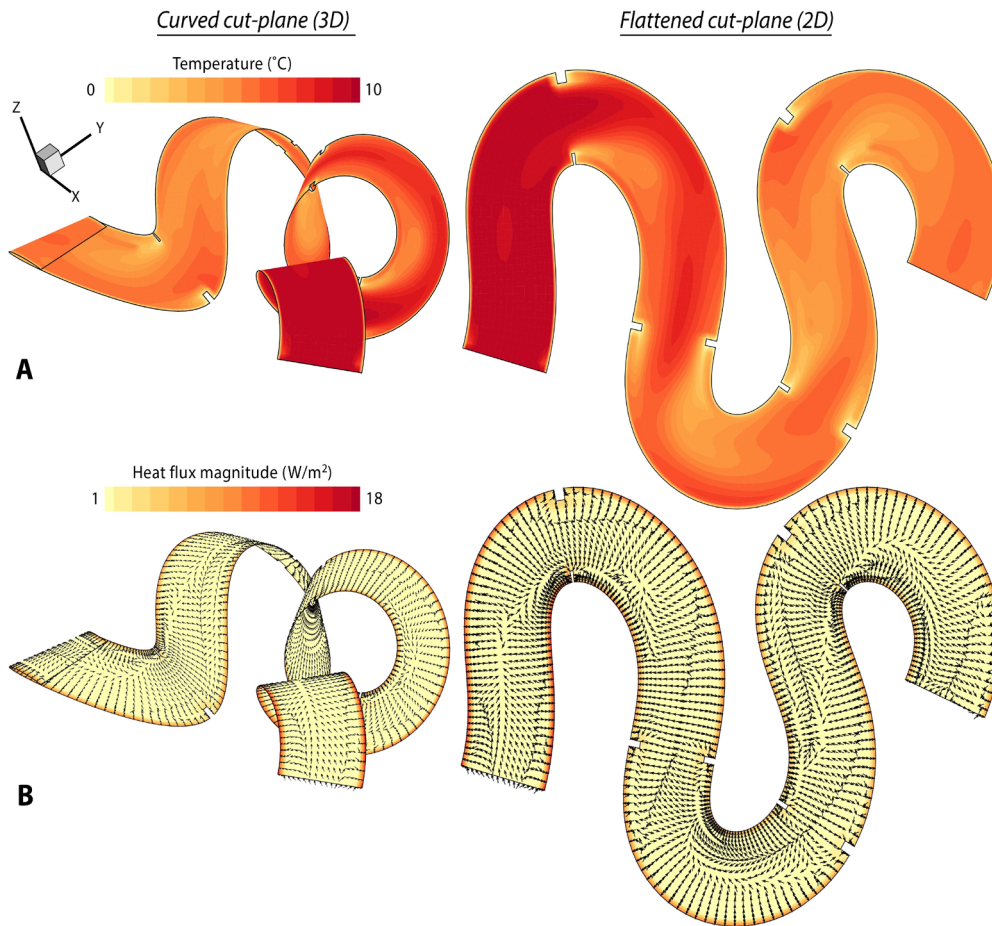 Curved cut-plane (3D)
Flattened cut-plane (2D)
Temperature (˚C)
0
10
Z
Y
X
A
Heat flux magnitude (W/m²)
1
18
B